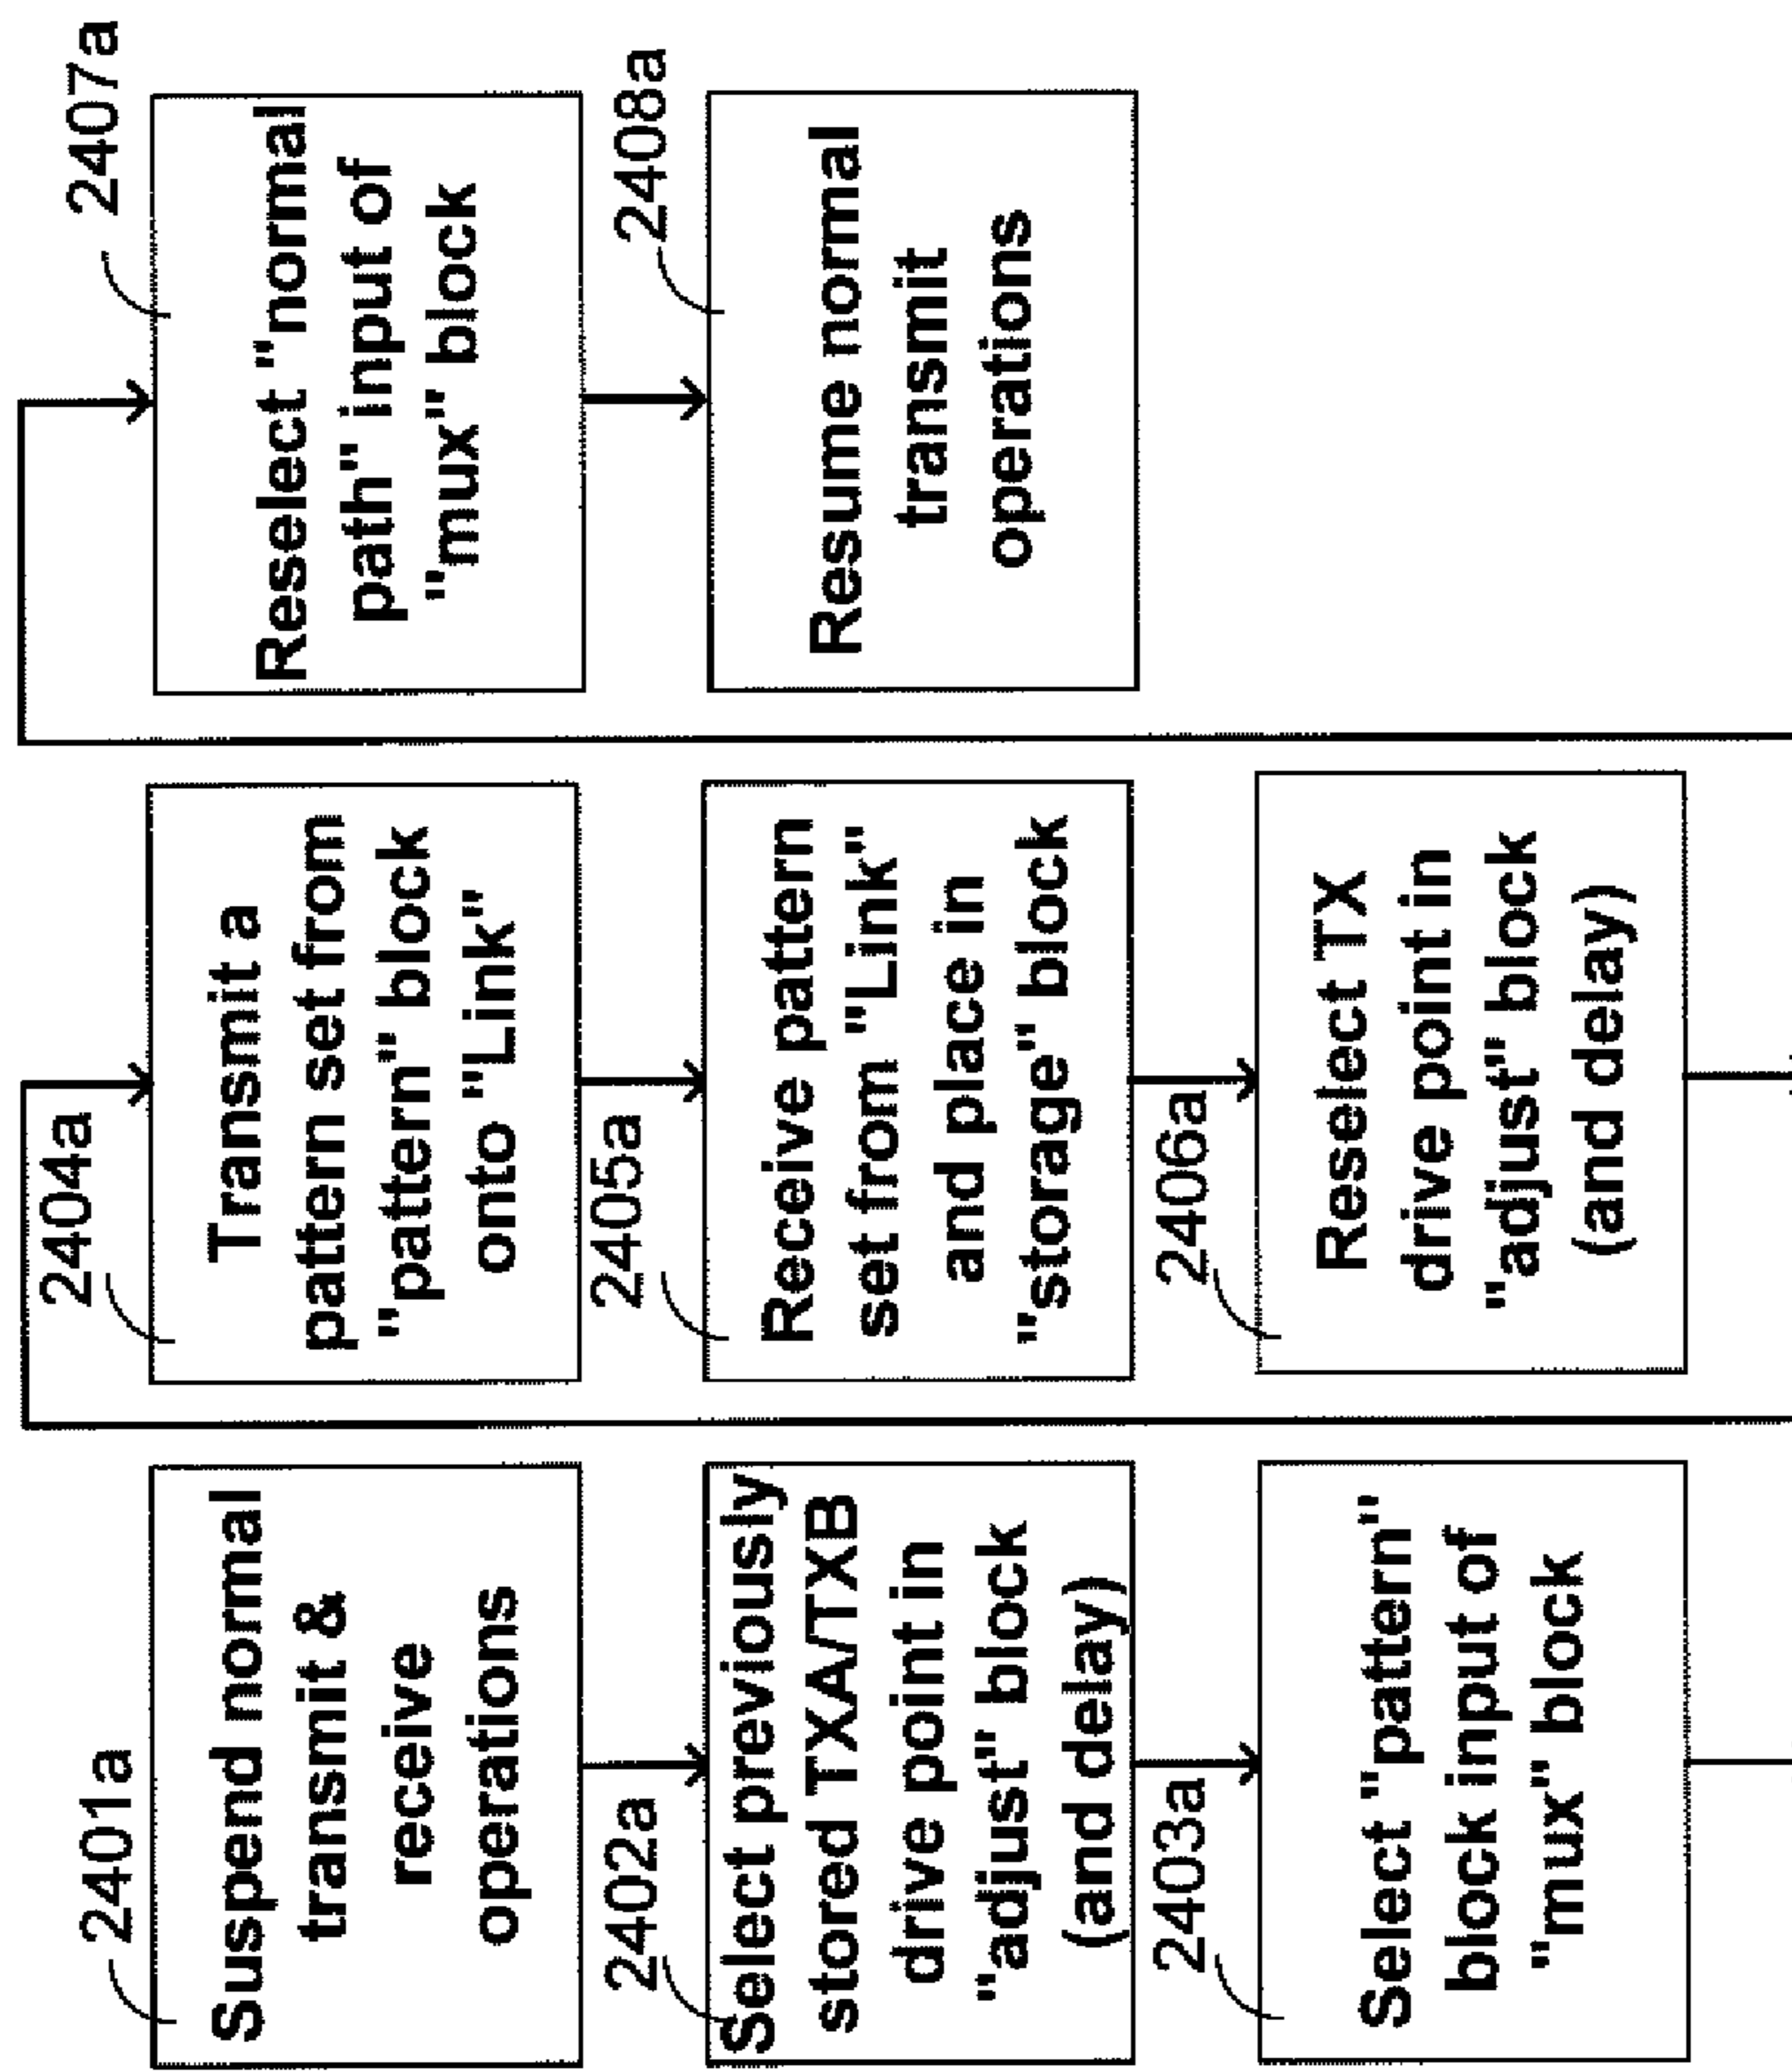 2401a
Suspend normal
transmit &
receive
operations
2402a
Select previously
stored TXA/TXB
drive point in
"adjust" block
(and delay)
2403a
Select "pattern"
block input of
"mux" block
2404a
Transmit a
pattern set from
"pattern" block
onto "Link"
2405a
Receive pattern
set from "Link"
and place in
"storage" block
2406a
Reselect TX
drive point in
"adjust" block
(and delay)
2407a
Reselect "normal
path" input of
"mux" block
2408a
Resume normal
transmit
operations